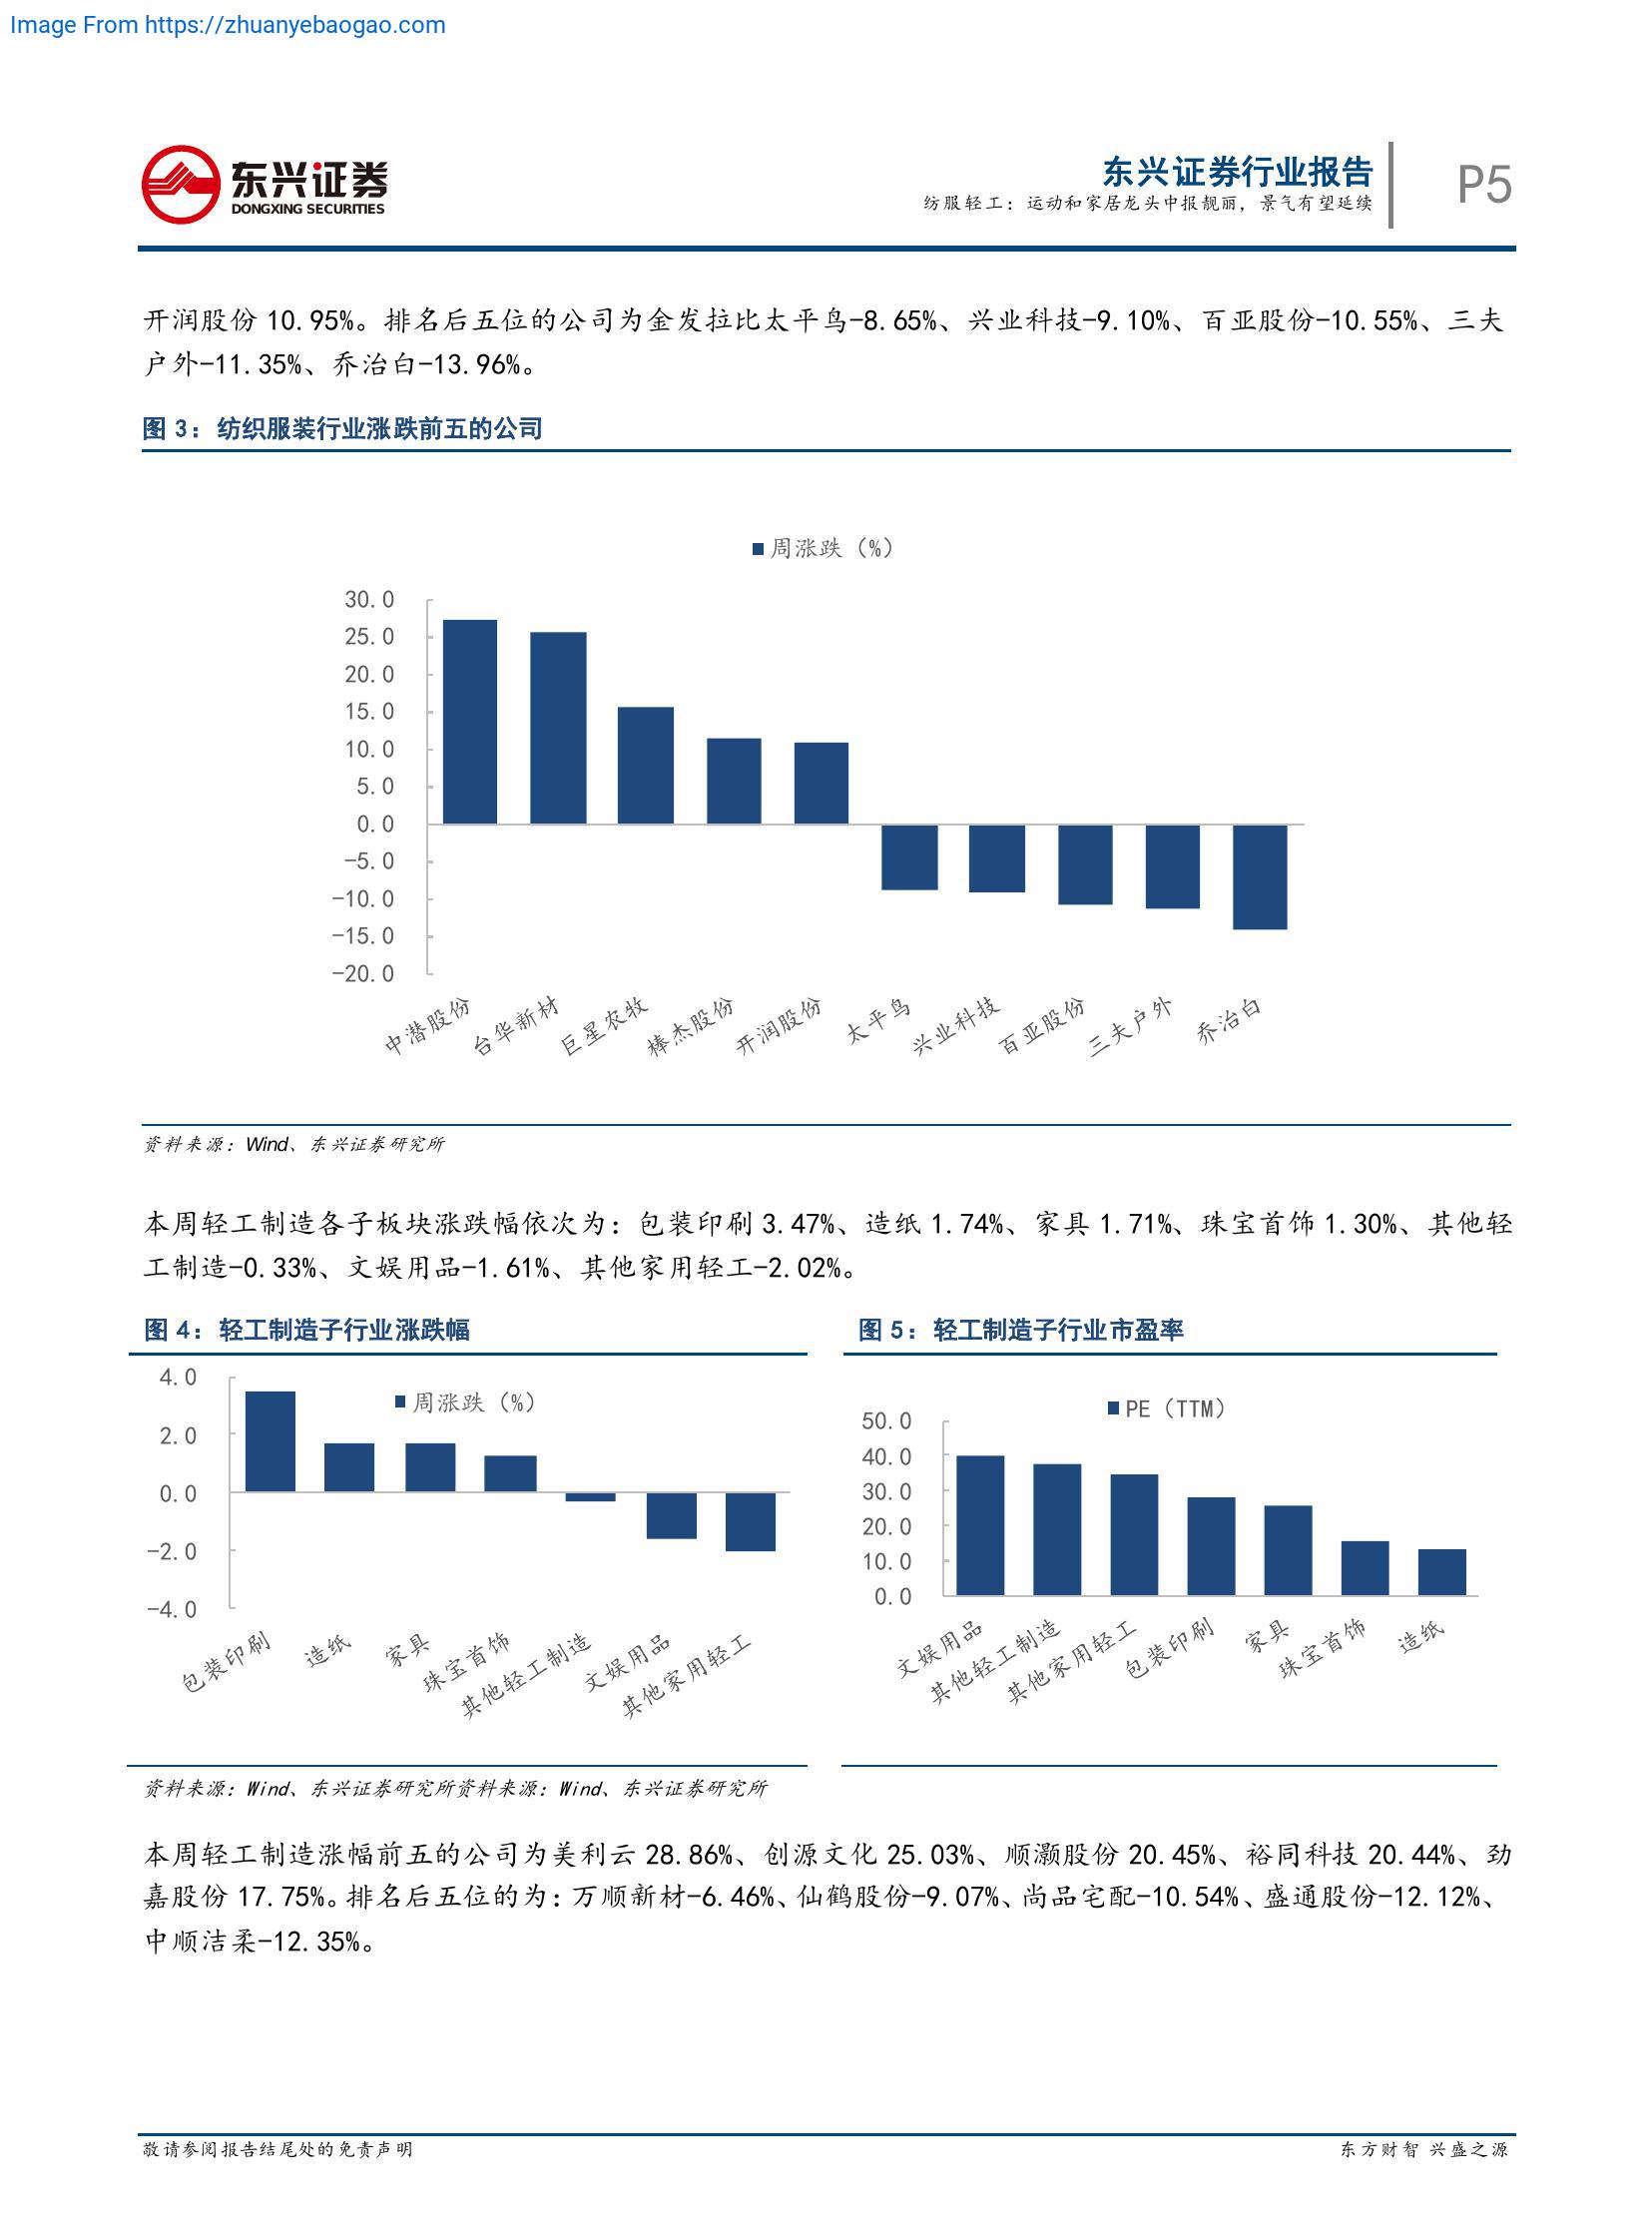 Image From https://zhuanyebaogao.com
东兴证券
DONGXING SECURITIES
东兴证券行业报告
纺服轻工：运动和家居龙头中报靓丽，景气有望延续
P5
开润股份 10.95%。排名后五位的公司为金发拉比太平鸟-8.65%、兴业科技-9.10%、百亚股份-10.55%、三夫
户外-11.35%、乔治白-13.96%。
图 3：纺织服装行业涨跌前五的公司
周涨跌（%）
30.0
25.0
20.0
15.0
10.0
5.0
0.0
-5.0
-10.0
-15.0
-20.0
中潜股份
台华新材
巨星农牧
棒杰股份
开润股份
太平鸟
兴业科技
百亚股份
三夫户外
乔治白
资料来源：Wind、东兴证券研究所
本周轻工制造各子板块涨跌幅依次为：包装印刷 3.47%、造纸 1.74%、家具 1.71%、珠宝首饰 1.30%、其他轻
工制造-0.33%、文娱用品-1.61%、其他家用轻工-2.02%。
图 4：轻工制造子行业涨跌幅
周涨跌（%）
4.0
2.0
0.0
-2.0
-4.0
包装印刷
造纸
家具
珠宝首饰
其他轻工制造
文娱用品
其他家用轻工
图 5：轻工制造子行业市盈率
PE（TTM）
50.0
40.0
30.0
20.0
10.0
0.0
文娱用品
其他轻工制造
其他家用轻工
包装印刷
家具
珠宝首饰
造纸
资料来源：Wind、东兴证券研究所资料来源：Wind、东兴证券研究所
本周轻工制造涨幅前五的公司为美利云 28.86%、创源文化 25.03%、顺灏股份 20.45%、裕同科技 20.44%、劲
嘉股份 17.75%。排名后五位的为：万顺新材-6.46%、仙鹤股份-9.07%、尚品宅配-10.54%、盛通股份-12.12%、
中顺洁柔-12.35%。
敬请参阅报告结尾处的免责声明
东方财智 兴盛之源